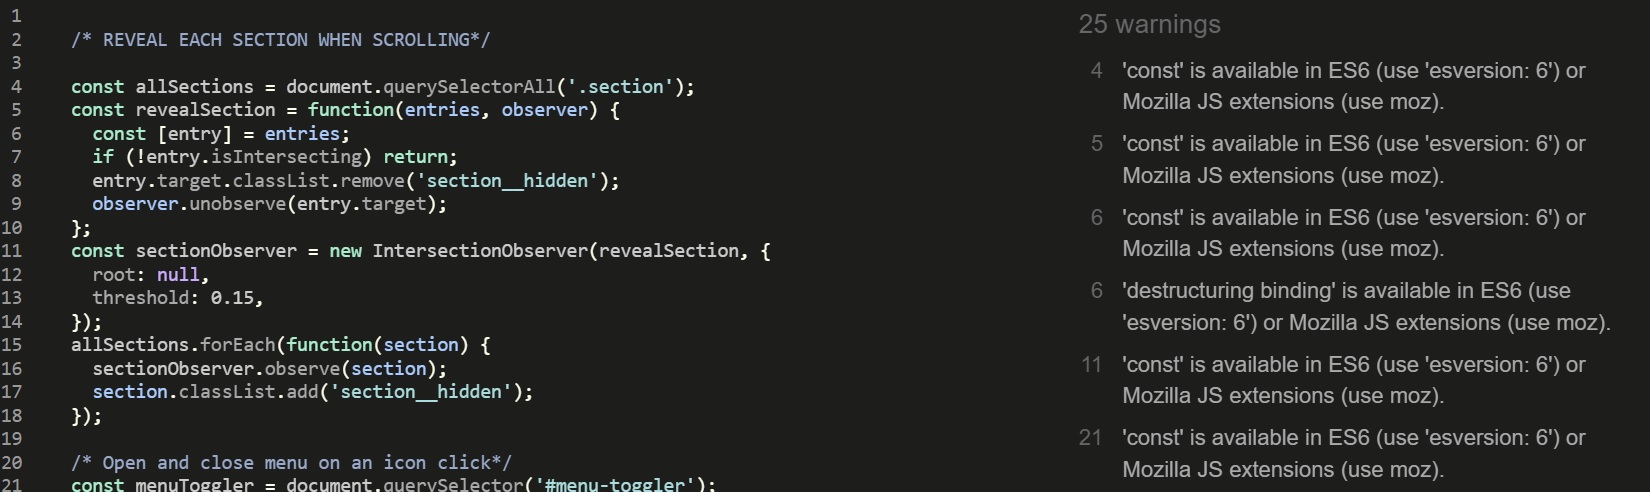 1
2 /* REVEAL EACH SECTION WHEN SCROLLING*/
3
4 const allSections = document.querySelectorAll('.section');
5 const revealSection = function(entries, observer) {
6 const [entry] = entries;
7 if (!entry.isIntersecting) return;
8 entry.target.classList.remove('section__hidden');
9 observer.unobserve(entry.target);
10 };
11 const sectionObserver = new IntersectionObserver(revealSection, {
12 root: null,
13 threshold: 0.15,
14 });
15 allSections.forEach(function(section) {
16 sectionObserver.observe(section);
17 section.classList.add('section__hidden');
18 });
19
20 /* Open and close menu on an icon click*/
21 const menuToggler = document.querySelector('#menu-toggler');
25 warnings
4 'const' is available in ES6 (use 'esversion: 6') or
Mozilla JS extensions (use moz).
5 'const' is available in ES6 (use 'esversion: 6') or
Mozilla JS extensions (use moz).
6 'const' is available in ES6 (use 'esversion: 6') or
Mozilla JS extensions (use moz).
6 'destructuring binding' is available in ES6 (use
'esversion: 6') or Mozilla JS extensions (use moz).
11 'const' is available in ES6 (use 'esversion: 6') or
Mozilla JS extensions (use moz).
21 'const' is available in ES6 (use 'esversion: 6') or
Mozilla JS extensions (use moz).